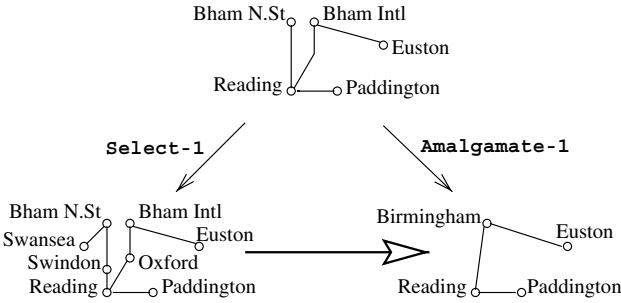 Bham N.St Bham Intl
Euston
Reading Paddington
Select-1 Amalgamate-1
Bham N.St Bham Intl Birmingham
Swansea Euston Euston
Swindon Oxford
Reading Paddington Reading Paddington